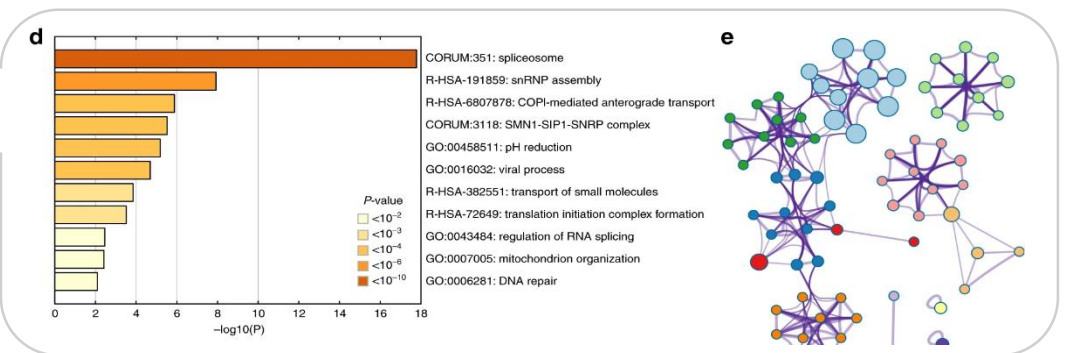 d
CORUM:351: spliceosome
R-HSA-191859: snRNP assembly
R-HSA-6807878: COPI-mediated anterograde transport
CORUM:3118: SMN1-SIP1-SNRP complex
GO:00458511: pH reduction
GO:0016032: viral process
R-HSA-382551: transport of small molecules
R-HSA-72649: translation initiation complex formation
GO:0043484: regulation of RNA splicing
GO:0007005: mitochondrion organization
GO:0006281: DNA repair
P-value
<10⁻²
<10⁻³
<10⁻⁴
<10⁻⁶
<10⁻¹⁰
0 2 4 6 8 10 12 14 16 18
–log10(P)
e